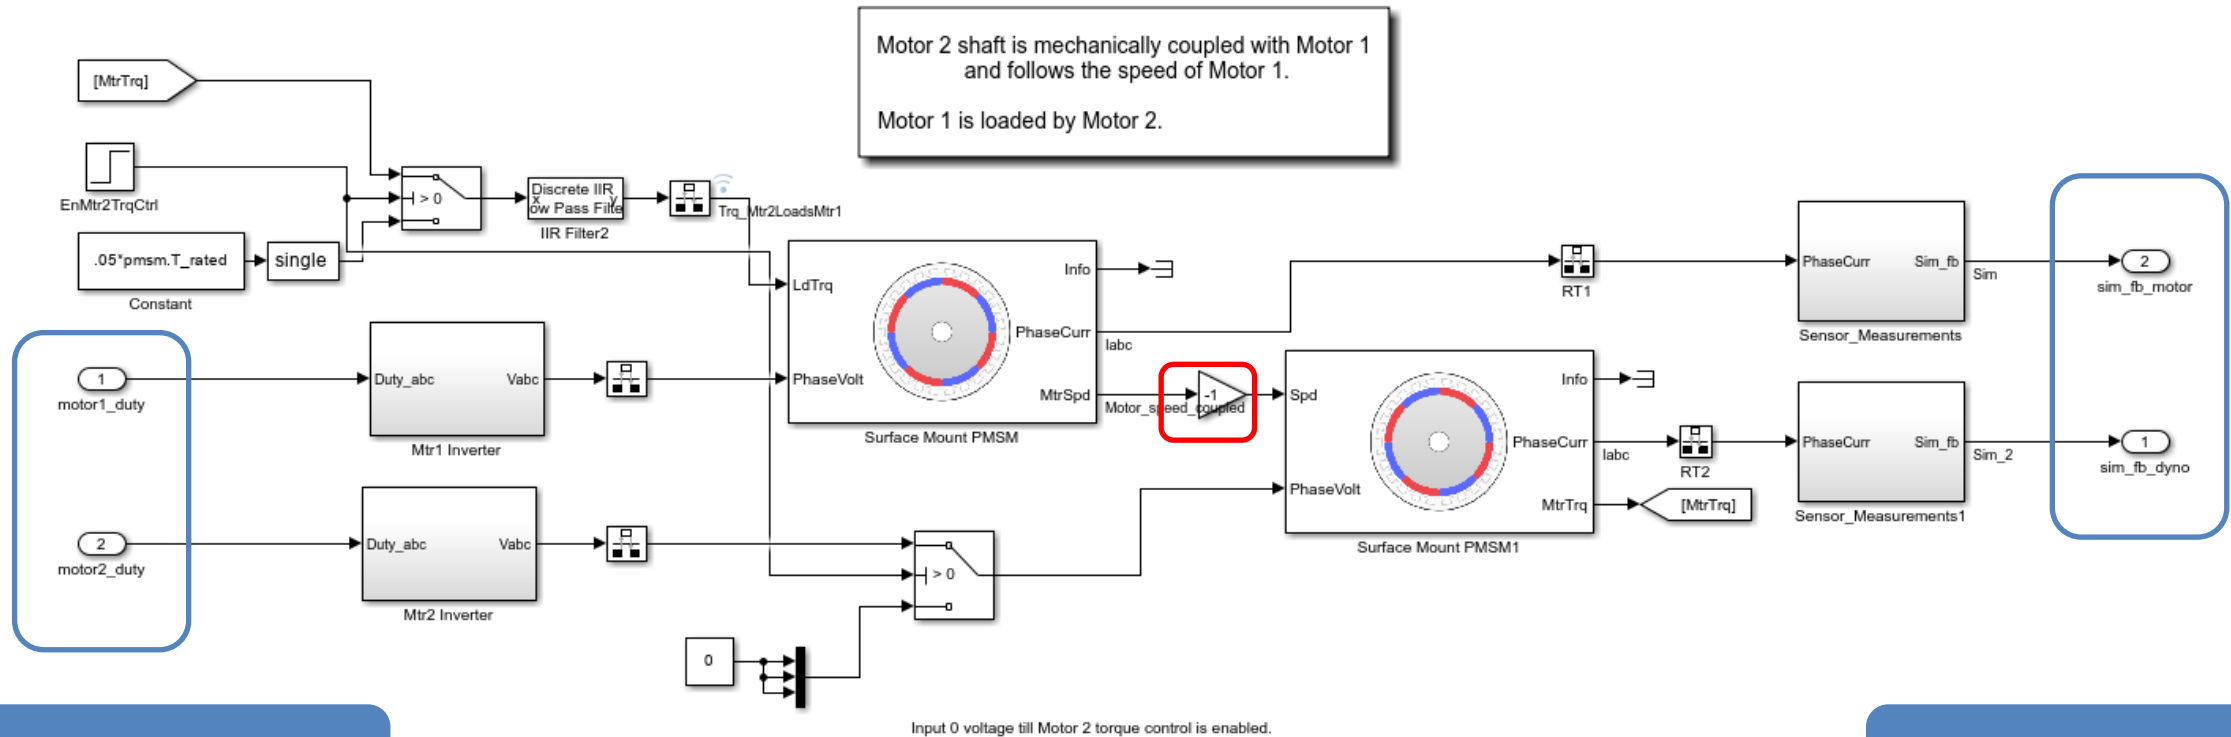 Motor 2 shaft is mechanically coupled with Motor 1
and follows the speed of Motor 1.
Motor 1 is loaded by Motor 2.
[MtrTrq]
EnMtr2TrqCtrl
> 0
Discrete IIR
x
y
ow Pass Filte
IIR Filter2
Trq_Mtr2LoadsMtr1
.05*pmsm.T_rated
Constant
single
LdTrq
PhaseVolt
Info
PhaseCurr
MtrSpd
Surface Mount PMSM
Iabc
Motor_speed_coupled
-1
RT1
PhaseCurr
Sim_fb
Sensor_Measurements
Sim
2
sim_fb_motor
1
motor1_duty
Duty_abc
Vabc
Mtr1 Inverter
Spd
PhaseVolt
Info
PhaseCurr
MtrTrq
Surface Mount PMSM1
Iabc
RT2
[MtrTrq]
PhaseCurr
Sim_fb
Sensor_Measurements1
Sim_2
1
sim_fb_dyno
2
motor2_duty
Duty_abc
Vabc
Mtr2 Inverter
> 0
0
Input 0 voltage till Motor 2 torque control is enabled.